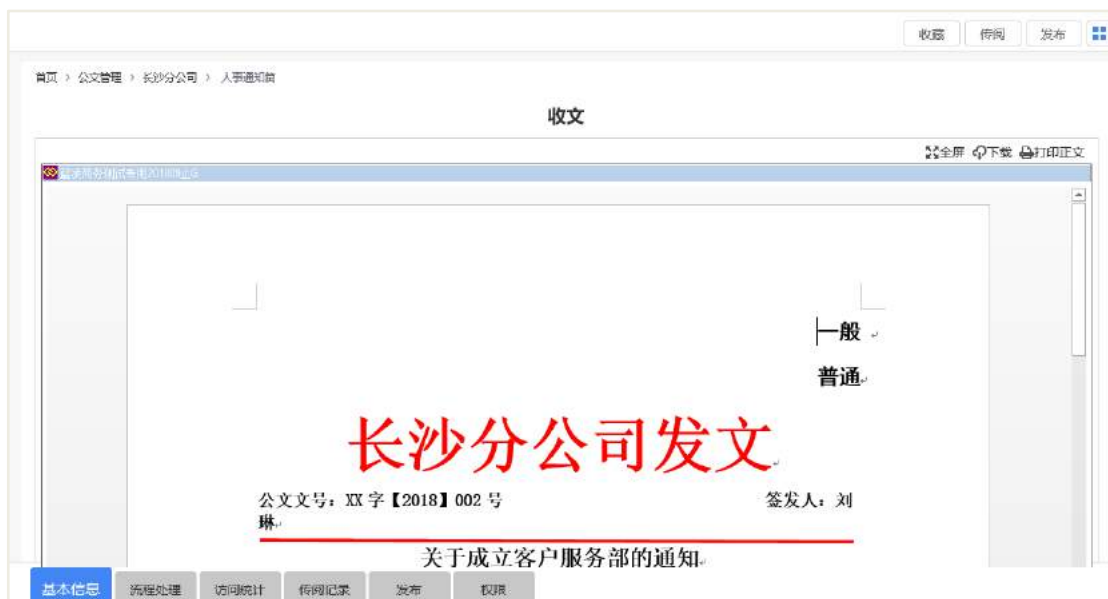 收藏 传阅 发布
首页 > 公文管理 > 长沙分公司 > 人事通知简
收文
全屏 下载 打印正文
一般
普通
长沙分公司发文
公文文号：XX 字【2018】002 号 签发人：刘
琳
关于成立客户服务部的通知
基本信息 流程处理 访问统计 传阅记录 发布 权限